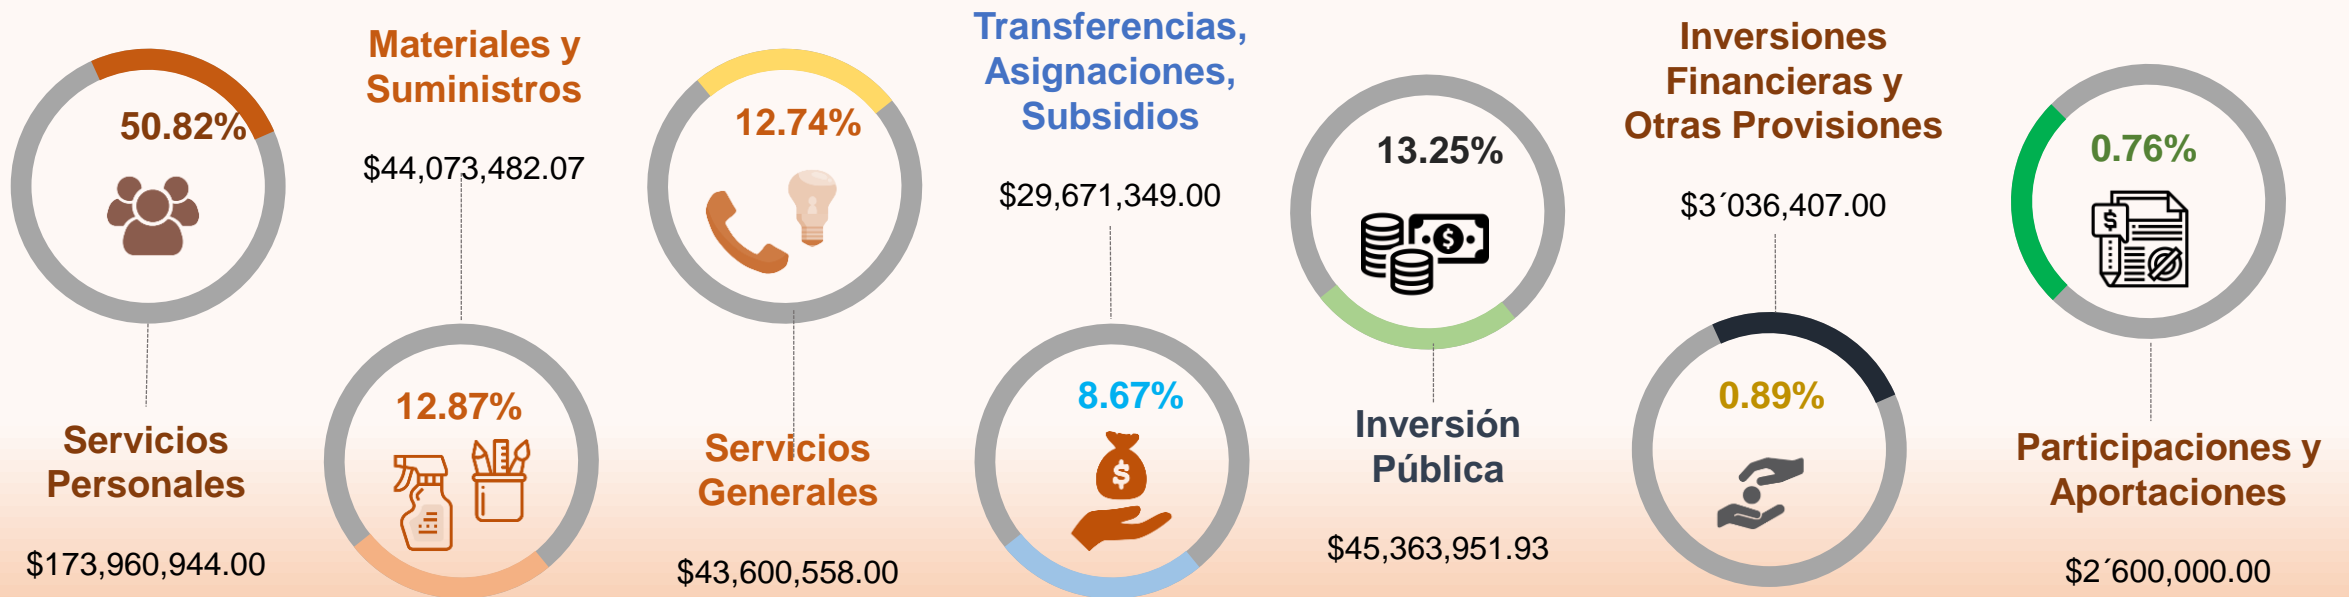 50.82%
Servicios
Personales
$173,960,944.00
Materiales y
Suministros
$44,073,482.07
12.87%
12.74%
Servicios
Generales
$43,600,558.00
Transferencias,
Asignaciones,
Subsidios
$29,671,349.00
8.67%
13.25%
Inversión
Pública
$45,363,951.93
Inversiones
Financieras y
Otras Provisiones
$3´036,407.00
0.89%
0.76%
Participaciones y
Aportaciones
$2´600,000.00